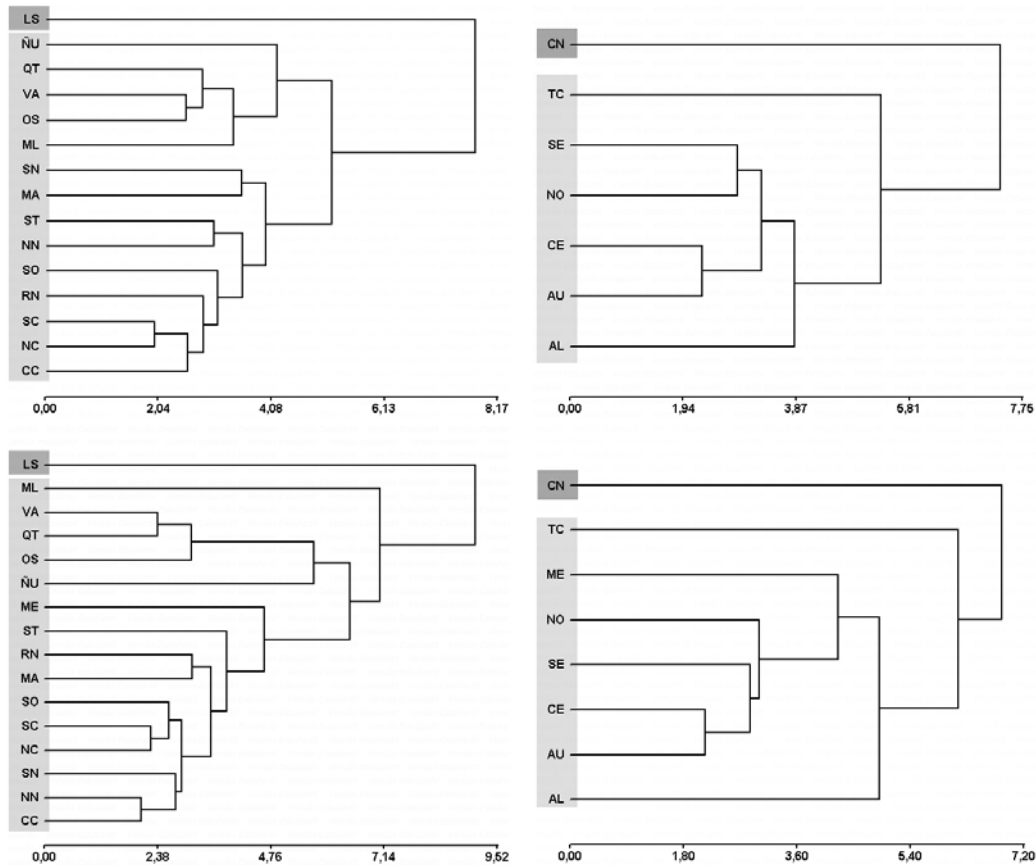 LS
ÑU
QT
VA
OS
ML
SN
MA
ST
NN
SO
RN
SC
NC
CC
0,00 2,04 4,08 6,13 8,17
CN
TC
SE
NO
CE
AU
AL
0,00 1,94 3,87 5,81 7,75
LS
ML
VA
QT
OS
ÑU
ME
ST
RN
MA
SO
SC
NC
SN
NN
CC
0,00 2,38 4,76 7,14 9,52
CN
TC
ME
NO
SE
CE
AU
AL
0,00 1,80 3,60 5,40 7,20